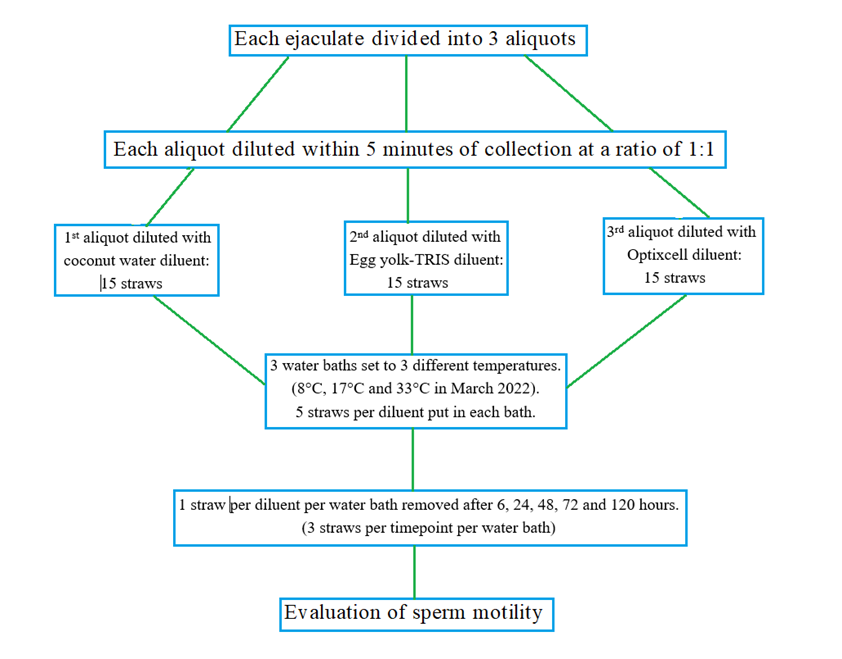 Each ejaculate divided into 3 aliquots
Each aliquot diluted within 5 minutes of collection at a ratio of 1:1
1st aliquot diluted with
coconut water diluent:
15 straws
2nd aliquot diluted with
Egg yolk-TRIS diluent:
15 straws
3rd aliquot diluted with
Optixcell diluent:
15 straws
3 water baths set to 3 different temperatures.
(8°C, 17°C and 33°C in March 2022).
5 straws per diluent put in each bath.
1 straw per diluent per water bath removed after 6, 24, 48, 72 and 120 hours.
(3 straws per timepoint per water bath)
Evaluation of sperm motility